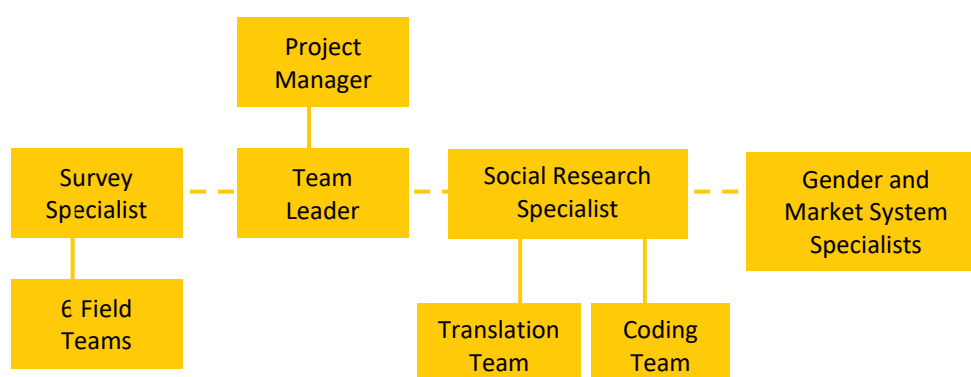 Project
Manager
Survey
Specialist
Team
Leader
Social Research
Specialist
Gender and
Market System
Specialists
6 Field
Teams
Translation
Team
Coding
Team